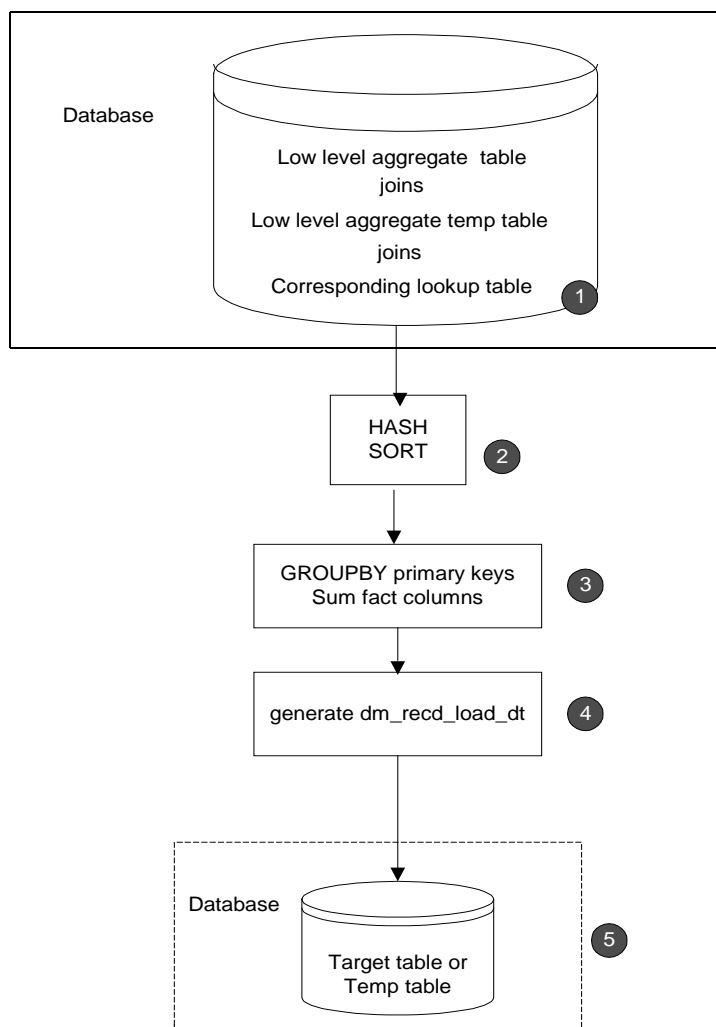 Database
Low level aggregate table
joins
Low level aggregate temp table
joins
Corresponding lookup table
1
HASH
SORT
2
GROUPBY primary keys
Sum fact columns
3
generate dm_recd_load_dt
4
Database
Target table or
Temp table
5